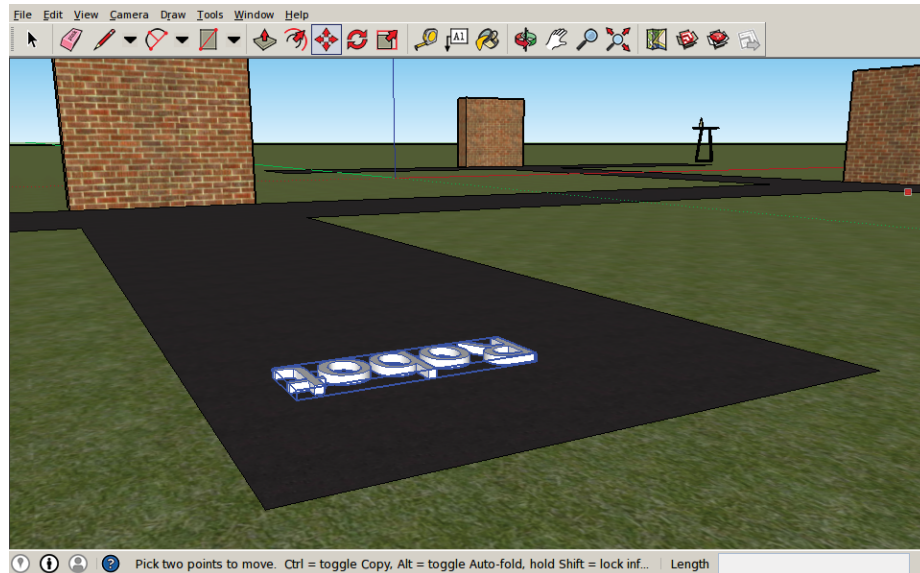 File Edit View Camera Draw Tools Window Help
A1
Robot
Pick two points to move. Ctrl = toggle Copy, Alt = toggle Auto-fold, hold Shift = lock inf... Length